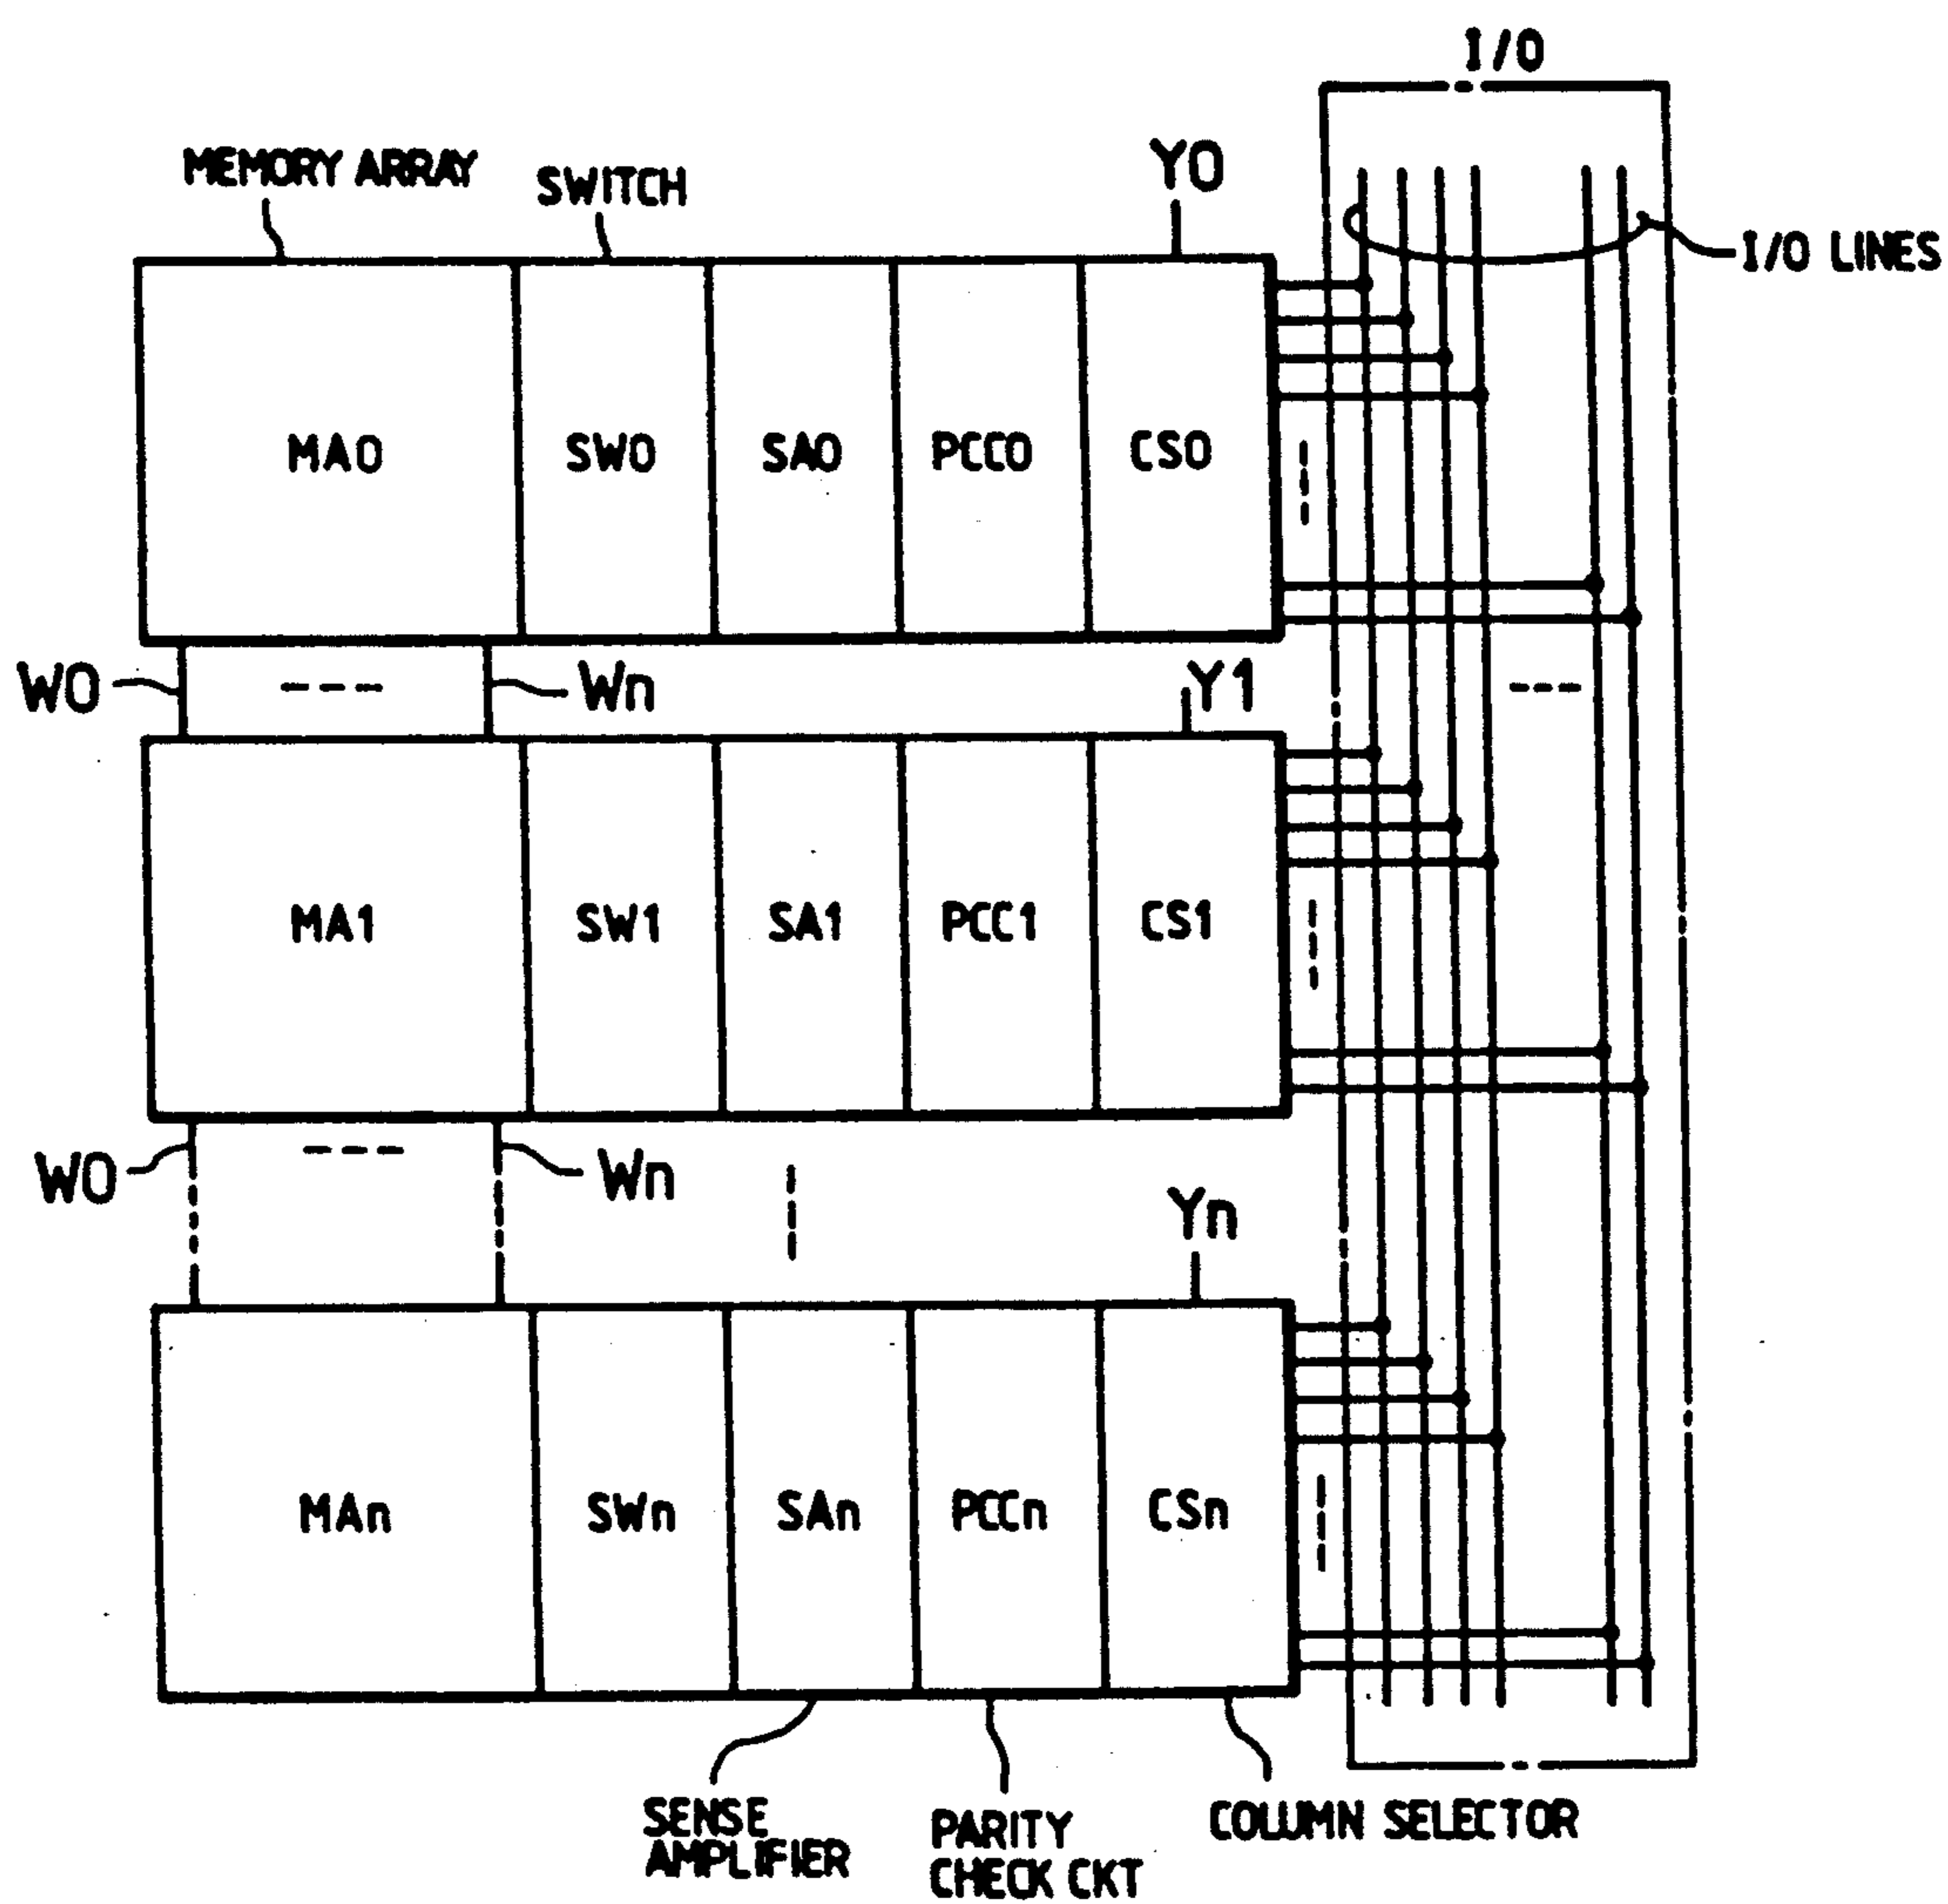 I/O
MEMORY ARRAY
SWITCH
Y0
I/O LINES
MA0 SW0 SA0 PCC0 CS0
W0 Wn Y1
MA1 SW1 SA1 PCC1 CS1
W0 Wn Yn
MAn SWn SAn PCCn CSn
SENSE
AMPLIFIER
PARITY
CHECK CKT
COLUMN SELECTOR